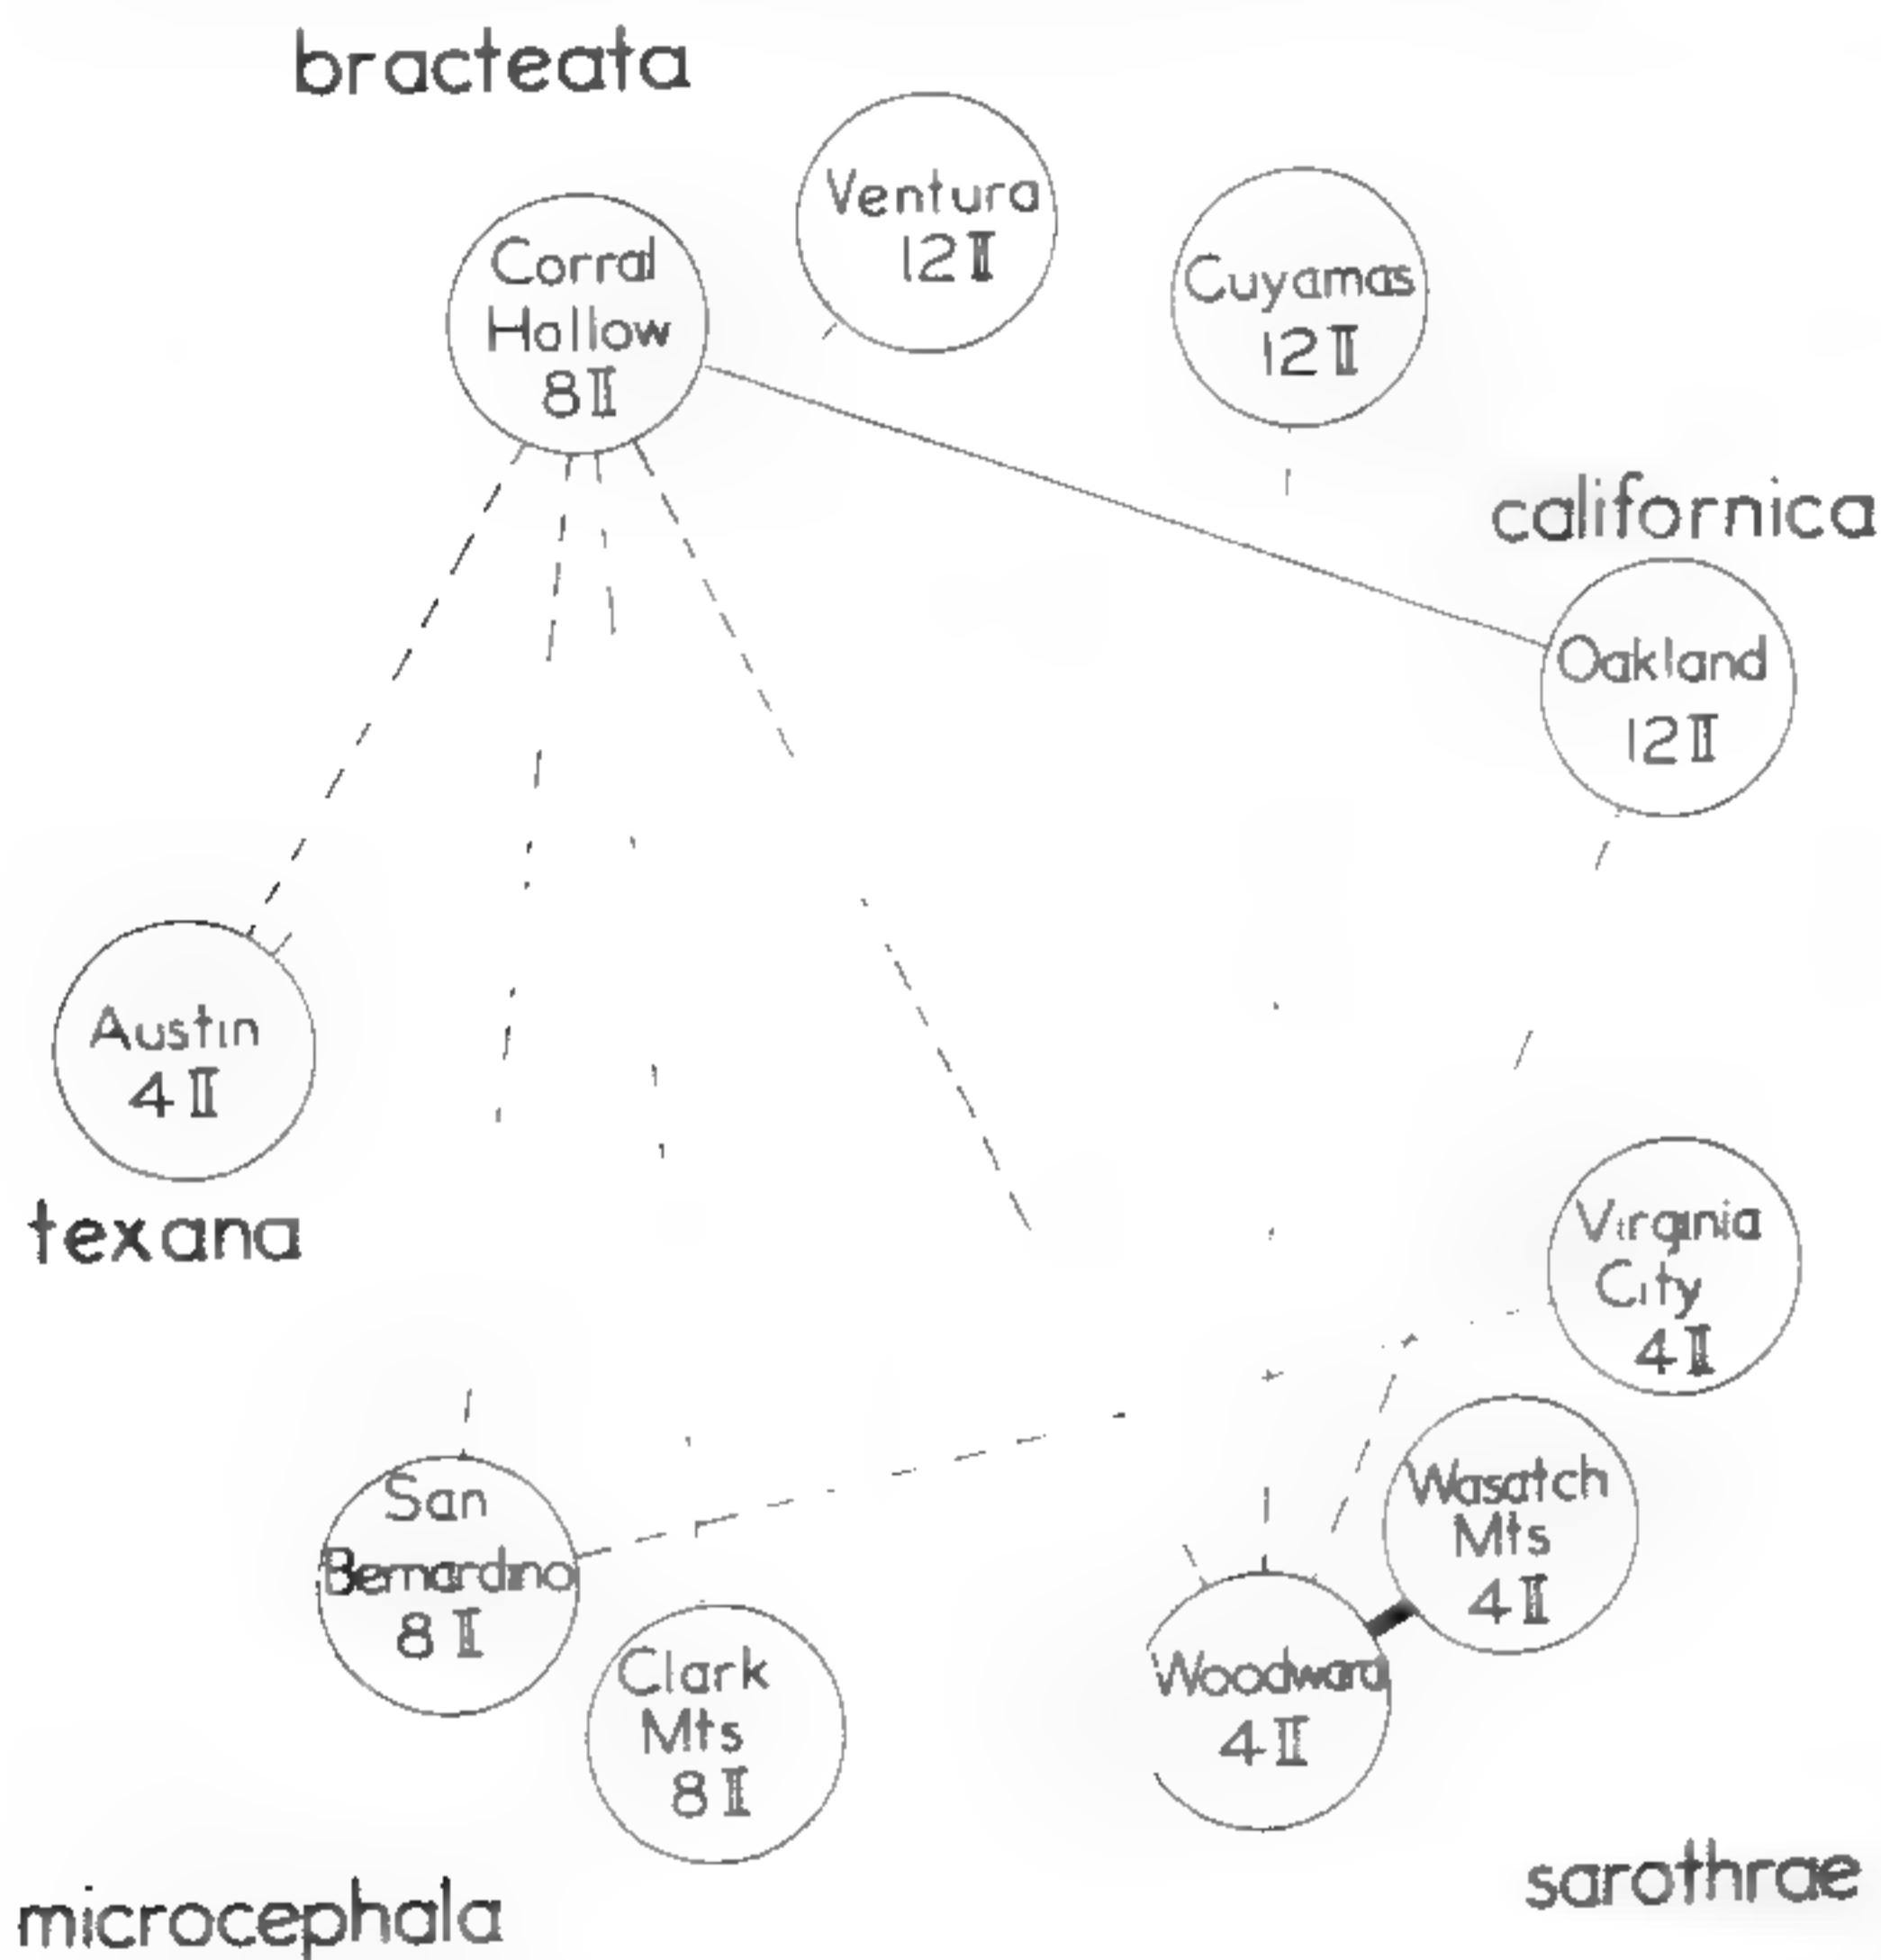 bracteata
Ventura
12 II
Corral
Hallow
8 II
Cuyamas
12 II
californica
Oakland
12 II
Austin
4 II
texana
Virginia
City
4 II
Wasatch
Mts
4 II
San
Bernardino
8 II
Clark
Mts
8 II
Woodward
4 II
sarothrae
microcephala